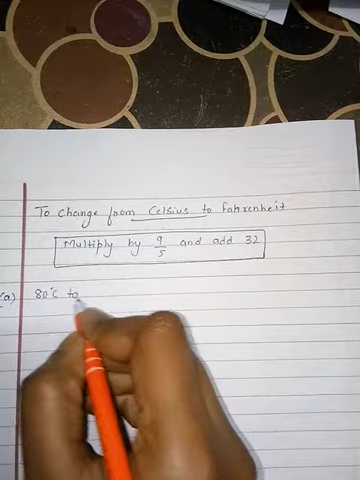 To change from Celsius to Fahrenheit
Multiply by 9/5 and add 32
(a) 80°C to